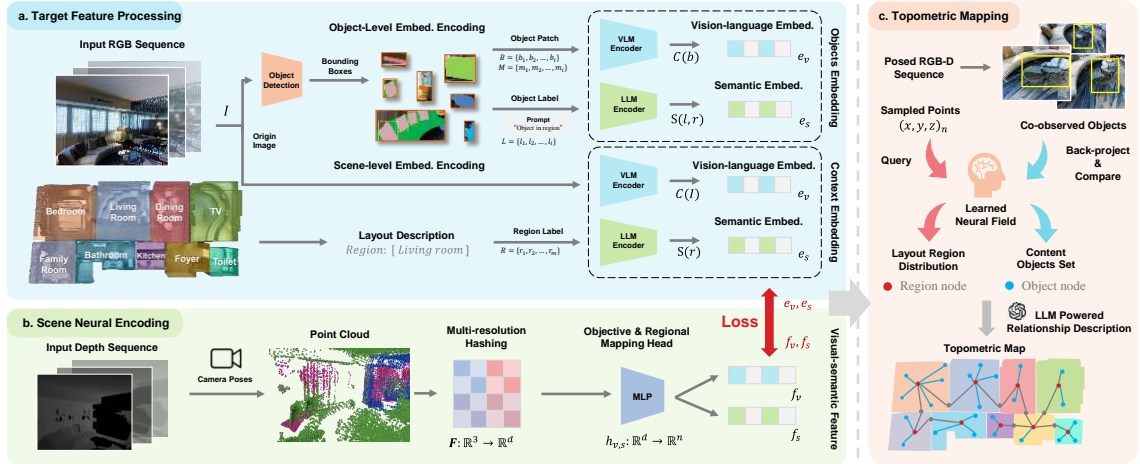 a. Target Feature Processing
Input RGB Sequence
Bedroom
Living
Room
Dining
Room
TV
Family
Room
Bathroom
Kitchen
Foyer
Toilet
I
Origin
Image
Object-Level Embed. Encoding
Object
Detection
Bounding
Boxes
Object Patch
B = {b₁, b₂, ..., bᵢ}
M = {m₁, m₂, ..., mᵢ}
Object Label
Prompt
"Object in region"
L = {l₁, l₂, ..., lᵢ}
Scene-level Embed. Encoding
Layout Description
Region: [ Living room ]
Region Label
R = {r₁, r₂, ..., rₘ}
Vision-language Embed.
VLM
Encoder
C(b)
eᵥ
Semantic Embed.
LLM
Encoder
S(l, r)
eₛ
Objects Embedding
Vision-language Embed.
VLM
Encoder
C(I)
eᵥ
Semantic Embed.
LLM
Encoder
S(r)
eₛ
Context Embedding
b. Scene Neural Encoding
Input Depth Sequence
Camera Poses
Point Cloud
Multi-resolution
Hashing
F: ℝ³ → ℝᵈ
Objective & Regional
Mapping Head
MLP
hᵥ,ₛ: ℝᵈ → ℝⁿ
Loss
eᵥ, eₛ
fᵥ, fₛ
fᵥ
fₛ
Visual-semantic Feature
c. Topometric Mapping
Posed RGB-D
Sequence
Sampled Points
(x, y, z)ₙ
Co-observed Objects
Query
Back-project
&
Compare
Learned
Neural Field
Layout Region
Distribution
Content
Objects Set
Region node
Object node
LLM Powered
Relationship Description
Topometric Map